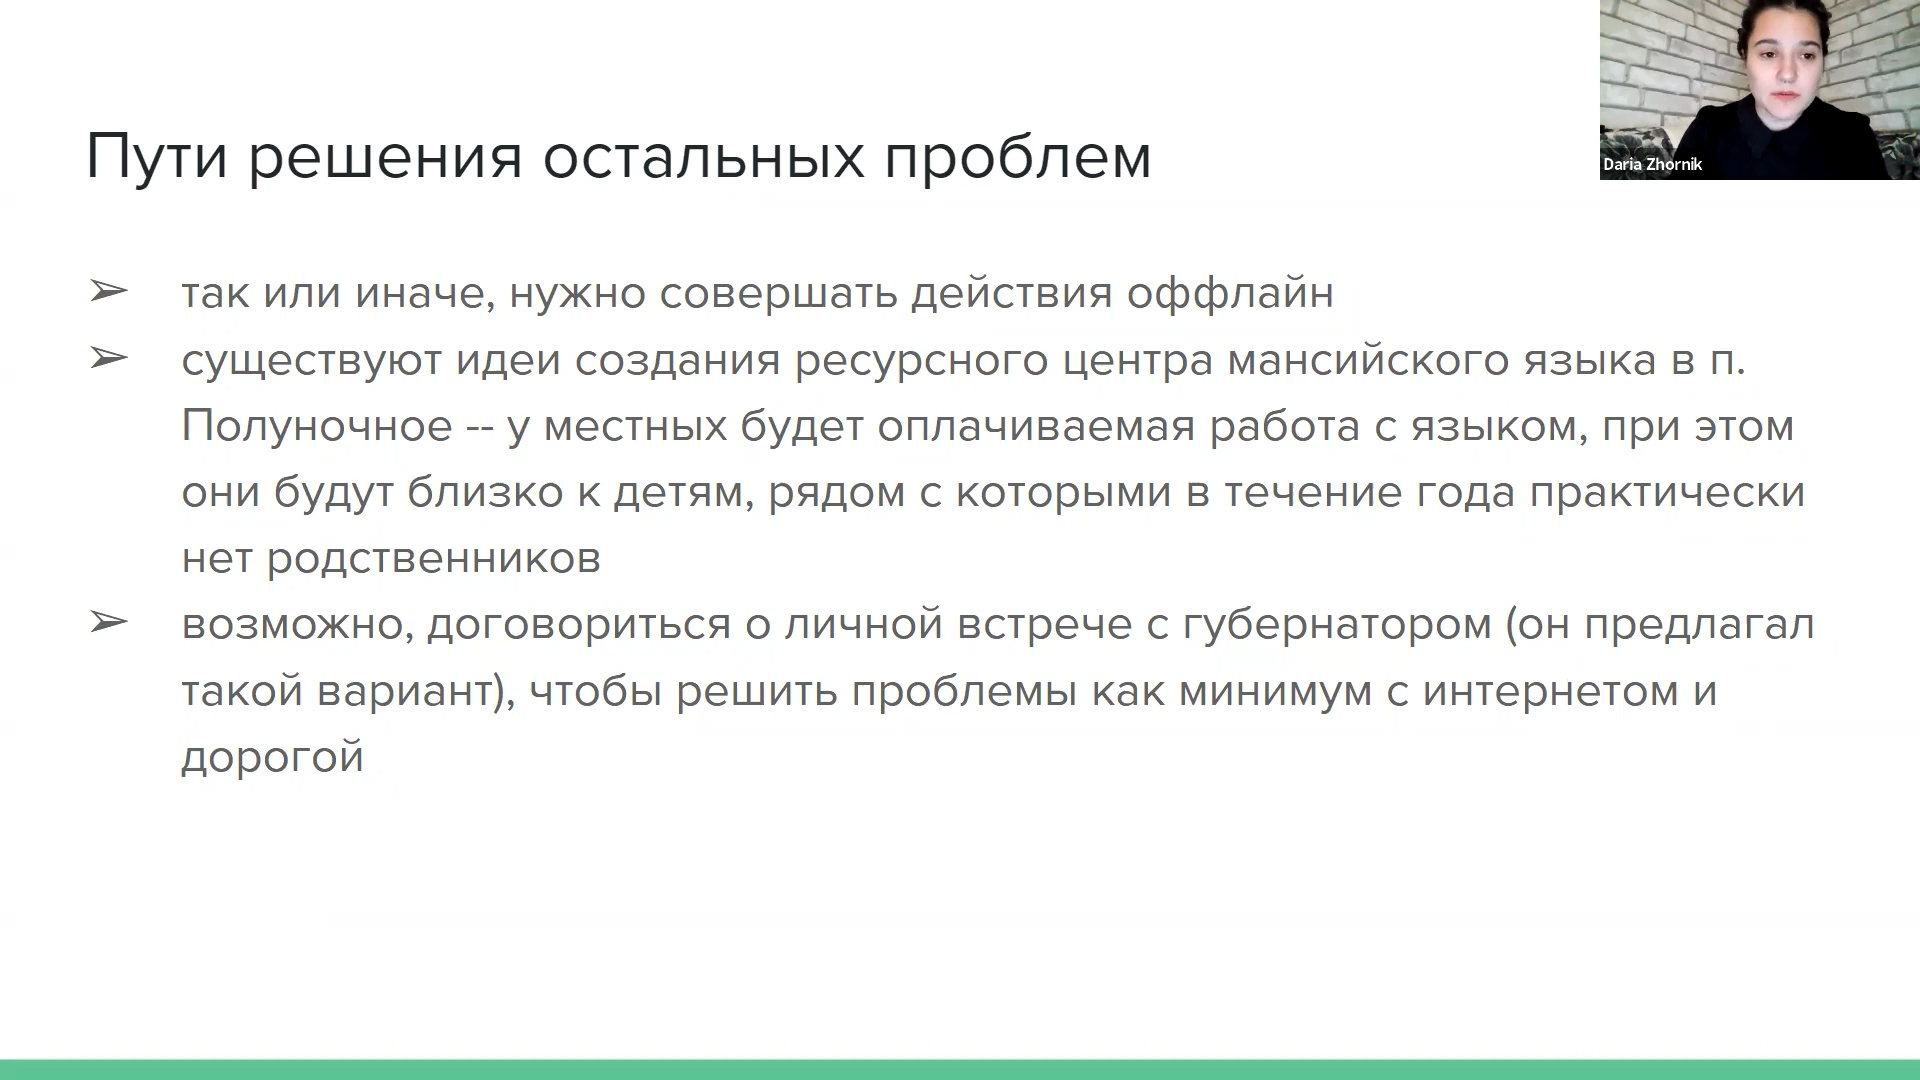 Daria Zhornik
Пути решения остальных проблем
➢ так или иначе, нужно совершать действия оффлайн
➢ существуют идеи создания ресурсного центра мансийского языка в п.
Полуночное -- у местных будет оплачиваемая работа с языком, при этом
они будут близко к детям, рядом с которыми в течение года практически
нет родственников
➢ возможно, договориться о личной встрече с губернатором (он предлагал
такой вариант), чтобы решить проблемы как минимум с интернетом и
дорогой